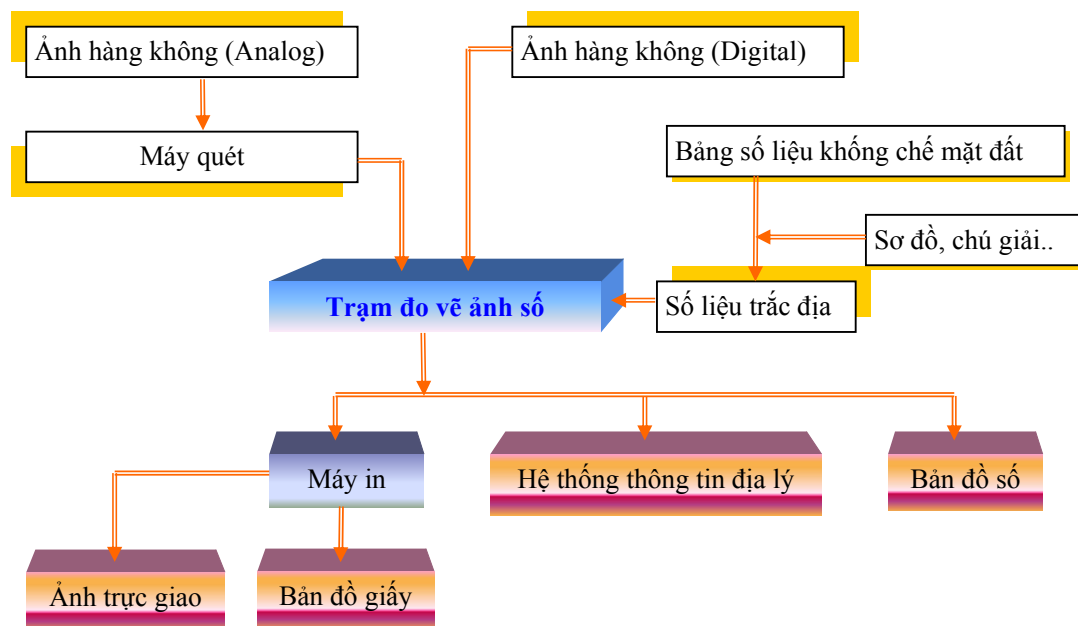 Ảnh hàng không (Analog)
Ảnh hàng không (Digital)
Máy quét
Bảng số liệu khống chế mặt đất
Sơ đồ, chú giải..
Trạm đo vẽ ảnh số
Số liệu trắc địa
Máy in
Hệ thống thông tin địa lý
Bản đồ số
Ảnh trực giao
Bản đồ giấy